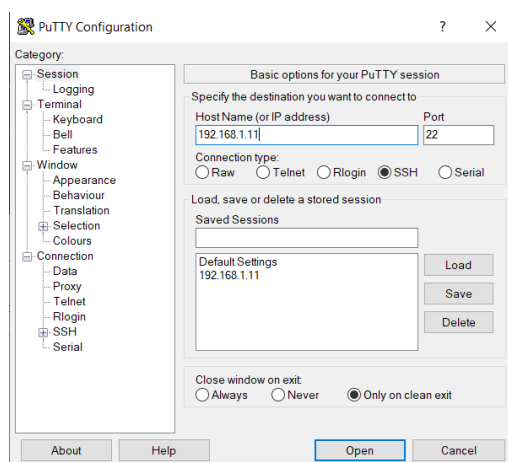 PuTTY Configuration ? ×
Category:
Session
Logging
Terminal
Keyboard
Bell
Features
Window
Appearance
Behaviour
Translation
Selection
Colours
Connection
Data
Proxy
Telnet
Rlogin
SSH
Serial
Basic options for your PuTTY session
Specify the destination you want to connect to
Host Name (or IP address) Port
192.168.1.11 22
Connection type:
Raw Telnet Rlogin SSH Serial
Load, save or delete a stored session
Saved Sessions
Default Settings
192.168.1.11
Load
Save
Delete
Close window on exit:
Always Never Only on clean exit
About Help Open Cancel